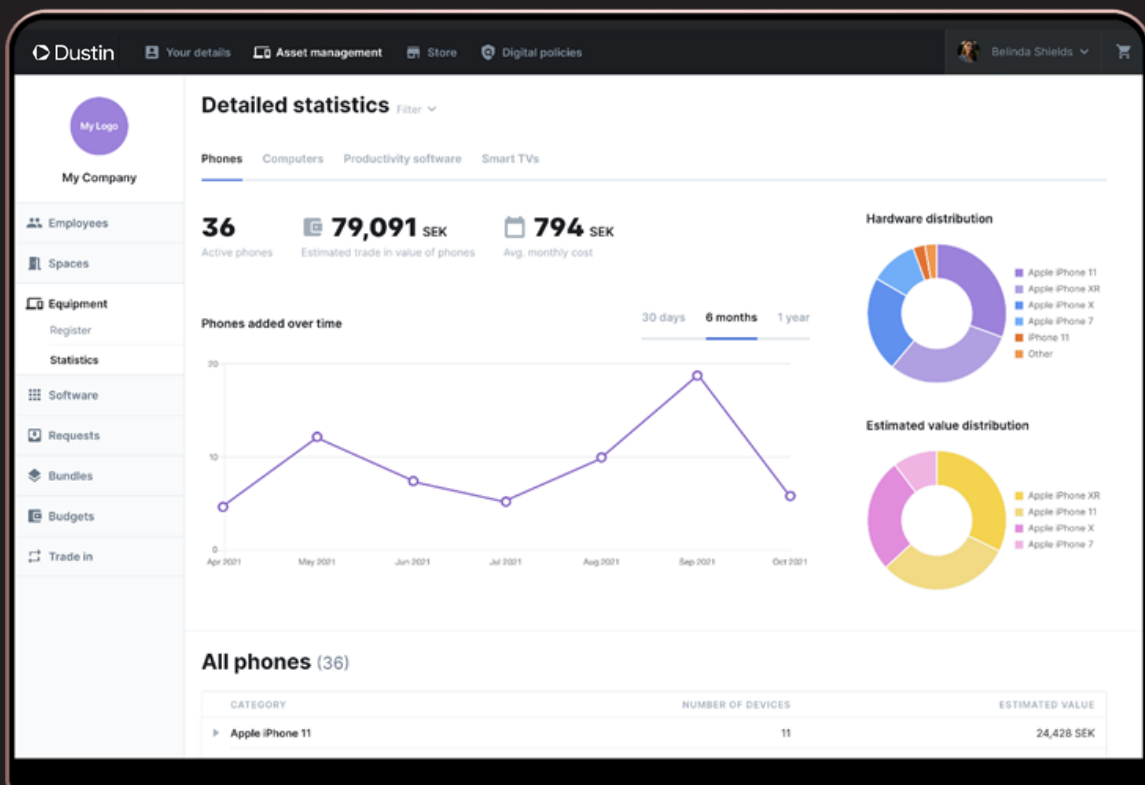 Dustin
Your details
Asset management
Store
Digital policies
Belinda Shields
My Logo
My Company
Employees
Spaces
Equipment
Register
Statistics
Software
Requests
Bundles
Budgets
Trade in
Detailed statistics Filter
Phones
Computers
Productivity software
Smart TVs
36
Active phones
79,091 SEK
Estimated trade in value of phones
794 SEK
Avg. monthly cost
Phones added over time
30 days
6 months
1 year
20
10
0
Apr 2021
May 2021
Jun 2021
Jul 2021
Aug 2021
Sep 2021
Oct 2021
Hardware distribution
Apple iPhone 11
Apple iPhone XR
Apple iPhone X
Apple iPhone 7
iPhone 11
Other
Estimated value distribution
Apple iPhone XR
Apple iPhone 11
Apple iPhone X
Apple iPhone 7
All phones (36)
CATEGORY
NUMBER OF DEVICES
ESTIMATED VALUE
Apple iPhone 11
11
24,428 SEK